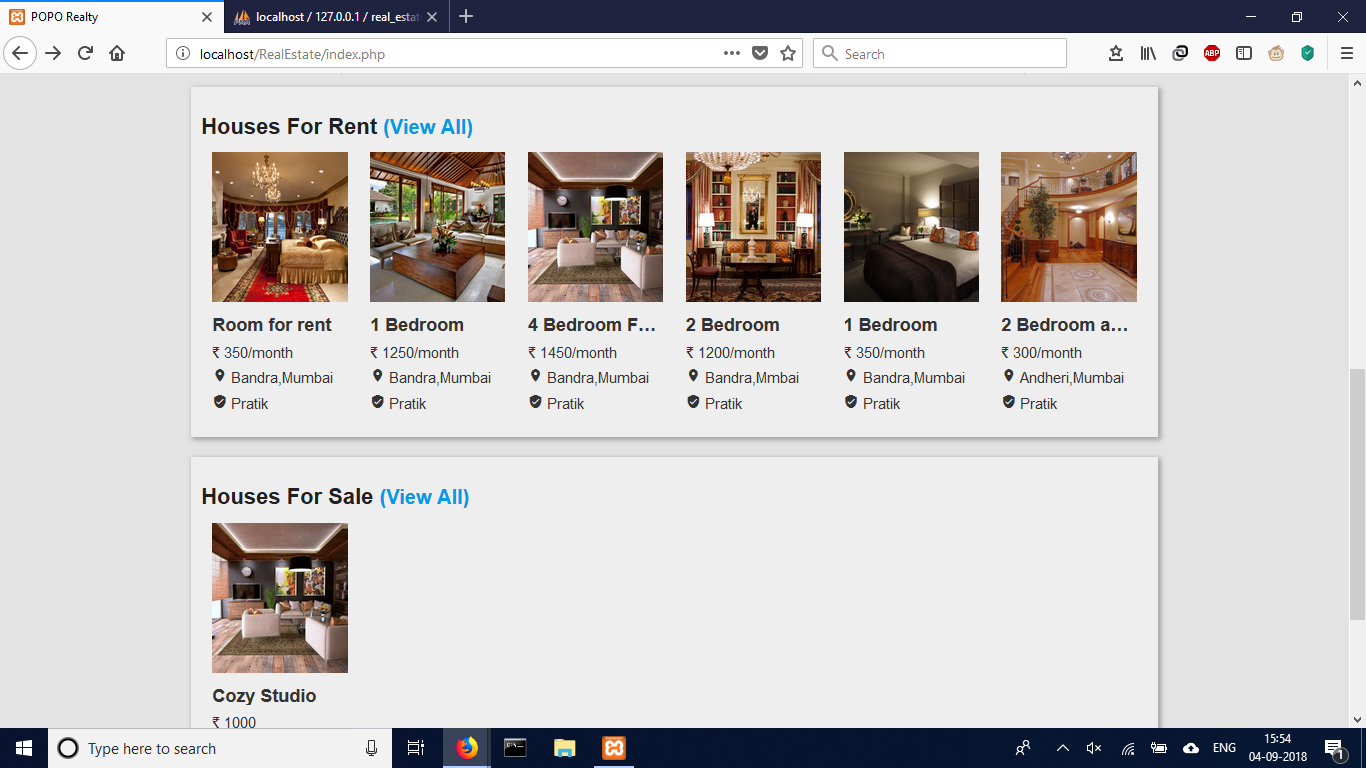 POPO Realty
localhost / 127.0.0.1 / real_esta
localhost/RealEstate/index.php
Search
ABP
Houses For Rent (View All)
Room for rent
₹ 350/month
Bandra,Mumbai
Pratik
1 Bedroom
₹ 1250/month
Bandra,Mumbai
Pratik
4 Bedroom F...
₹ 1450/month
Bandra,Mumbai
Pratik
2 Bedroom
₹ 1200/month
Bandra,Mmbai
Pratik
1 Bedroom
₹ 350/month
Bandra,Mumbai
Pratik
2 Bedroom a...
₹ 300/month
Andheri,Mumbai
Pratik
Houses For Sale (View All)
Cozy Studio
₹ 1000
Type here to search
ENG
15:54
04-09-2018
1